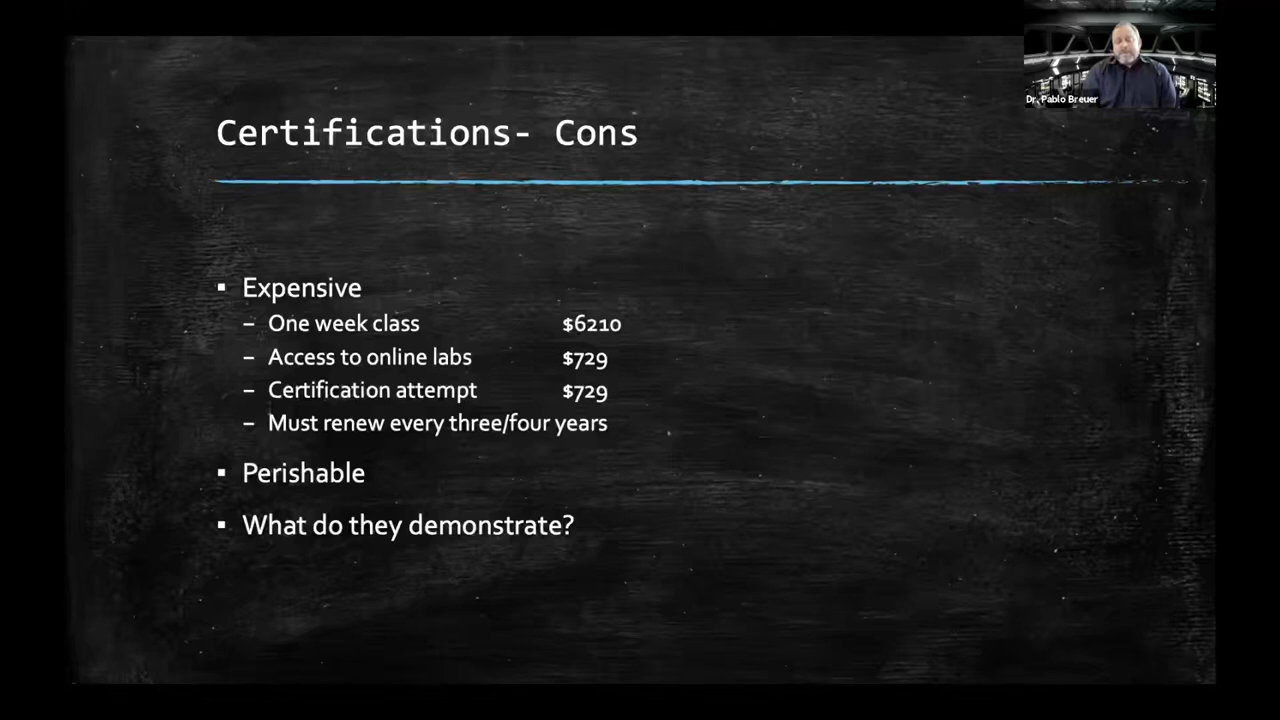 Dr. Pablo Breuer
Certifications- Cons
▪ Expensive
– One week class $6210
– Access to online labs $729
– Certification attempt $729
– Must renew every three/four years
▪ Perishable
▪ What do they demonstrate?